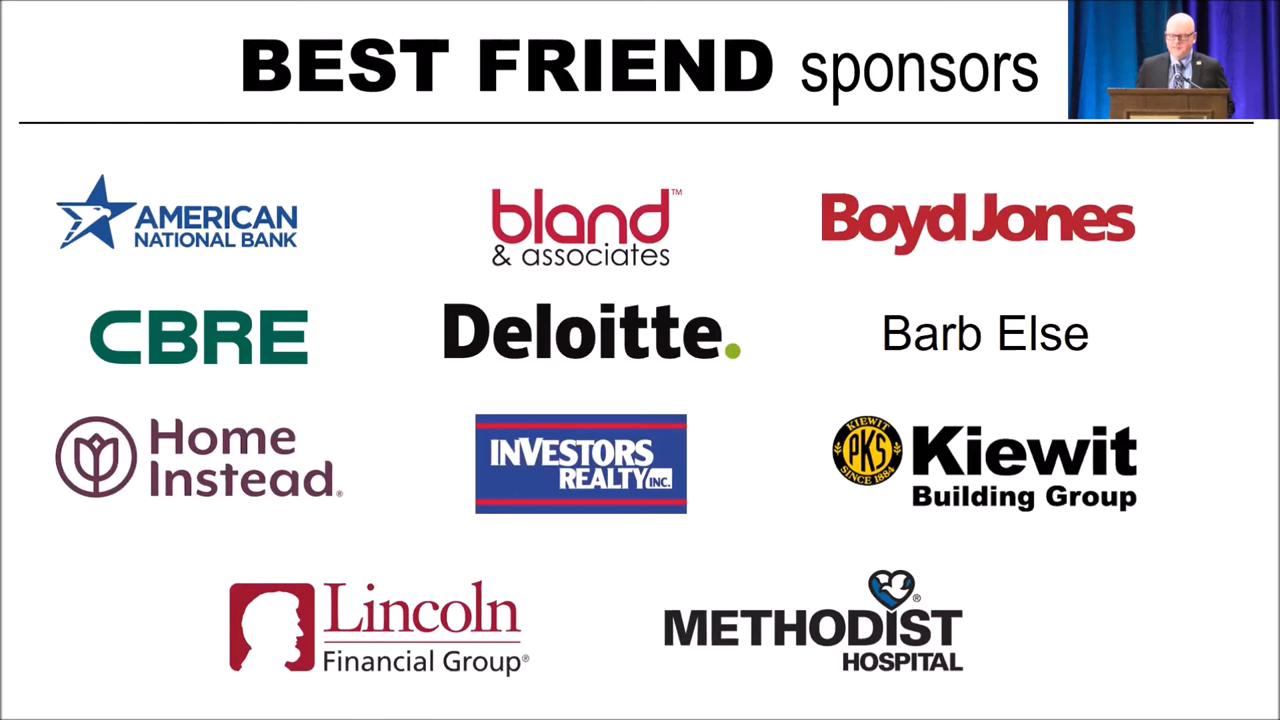 BEST FRIEND sponsors
AMERICAN
NATIONAL BANK
bland™
& associates
Boyd Jones
CBRE
Deloitte.
Barb Else
Home
Instead®
INVESTORS
REALTY INC.
KIEWIT
PKS
SINCE 1884
Kiewit
Building Group
Lincoln
Financial Group®
®
METHODIST
HOSPITAL